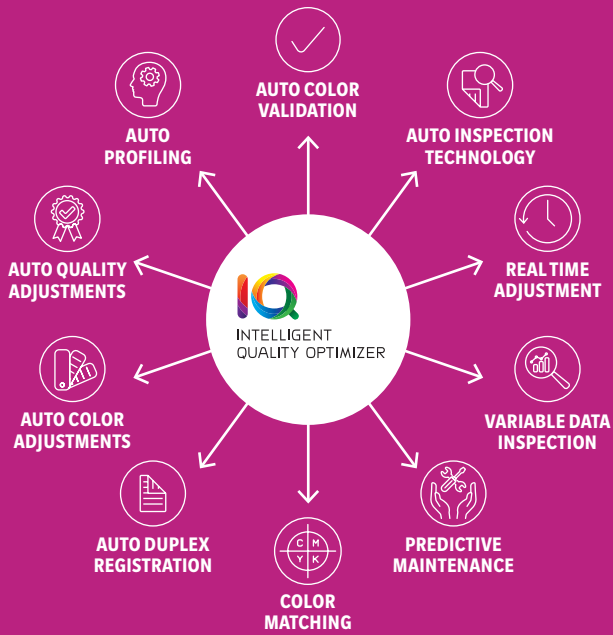 AUTO COLOR
VALIDATION
AUTO INSPECTION
TECHNOLOGY
REAL TIME
ADJUSTMENT
VARIABLE DATA
INSPECTION
PREDICTIVE
MAINTENANCE
C M
Y K
COLOR
MATCHING
AUTO DUPLEX
REGISTRATION
AUTO COLOR
ADJUSTMENTS
AUTO QUALITY
ADJUSTMENTS
AUTO
PROFILING
IQ
INTELLIGENT
QUALITY OPTIMIZER